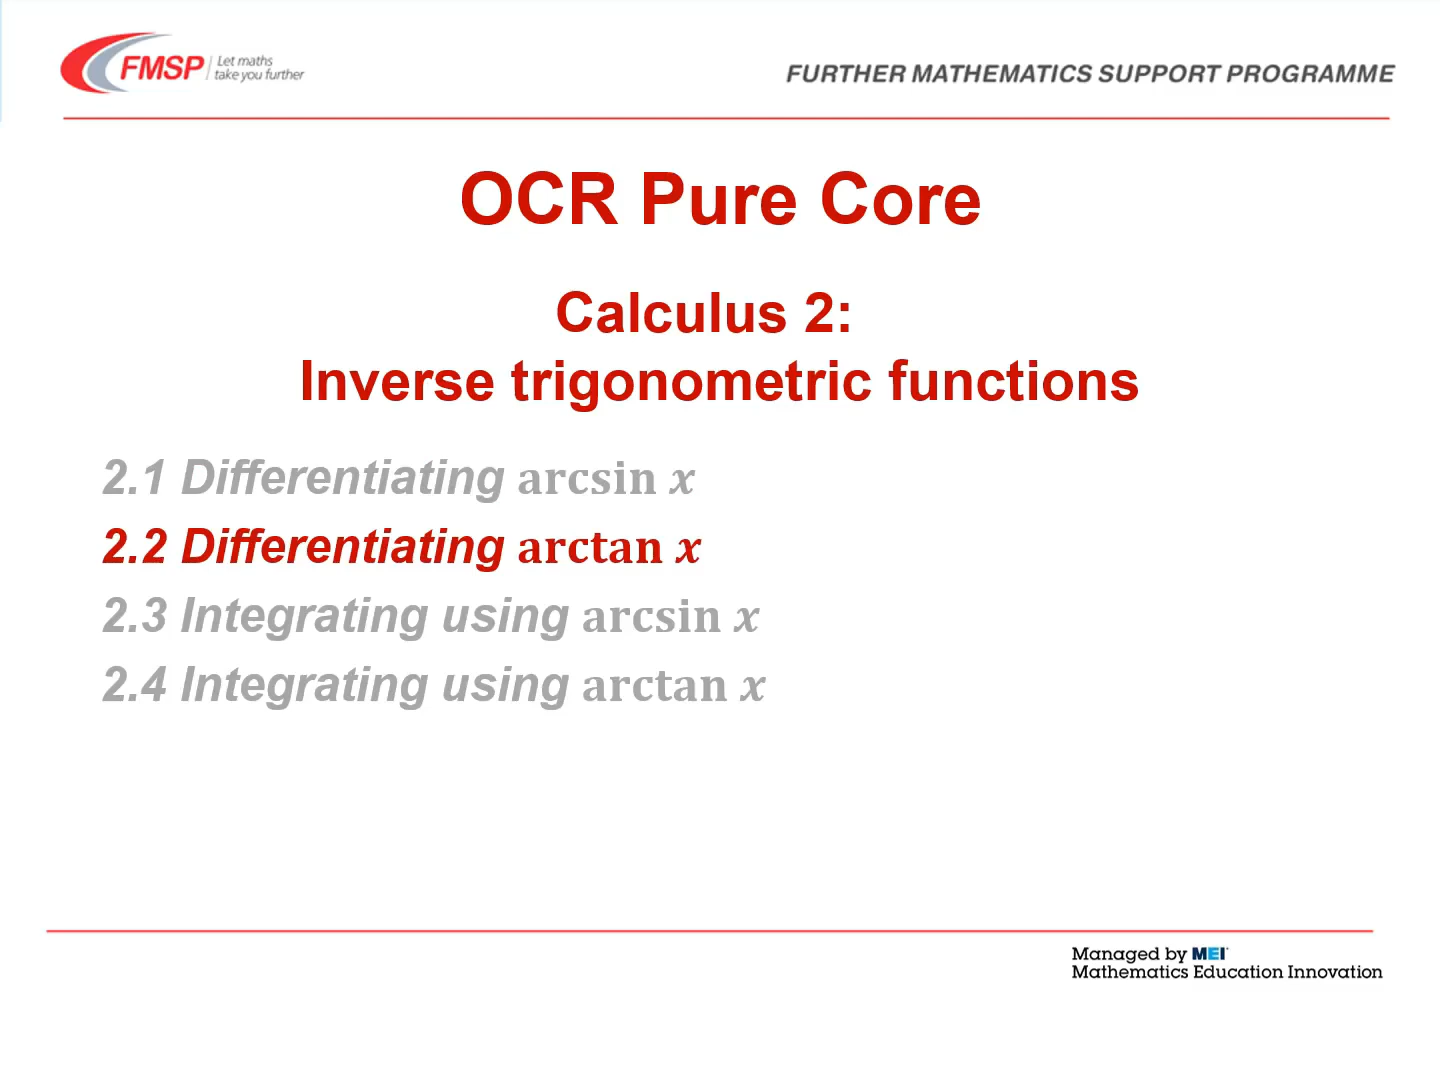 FMSP Let maths
take you further
FURTHER MATHEMATICS SUPPORT PROGRAMME
OCR Pure Core
Calculus 2:
Inverse trigonometric functions
2.1 Differentiating arcsin x
2.2 Differentiating arctan x
2.3 Integrating using arcsin x
2.4 Integrating using arctan x
Managed by MEI
Mathematics Education Innovation